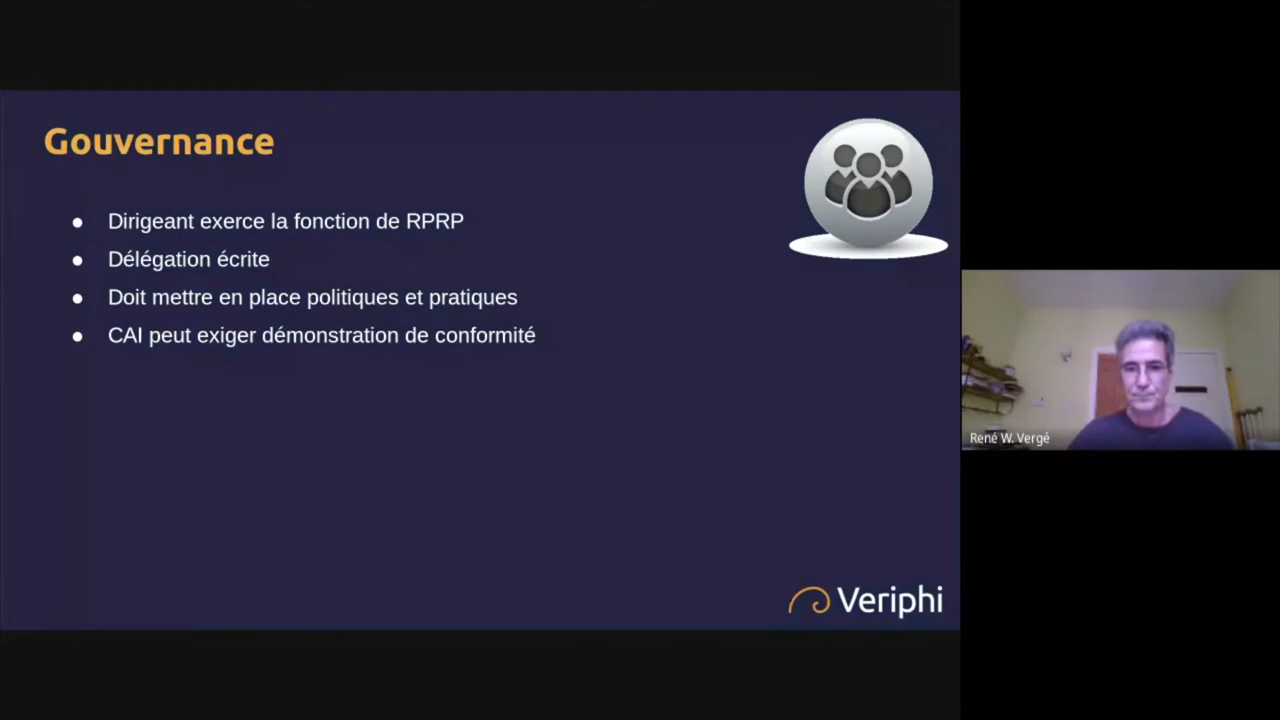 Gouvernance
● Dirigeant exerce la fonction de RPRP
● Délégation écrite
● Doit mettre en place politiques et pratiques
● CAI peut exiger démonstration de conformité
René W. Vergé
Veriphi